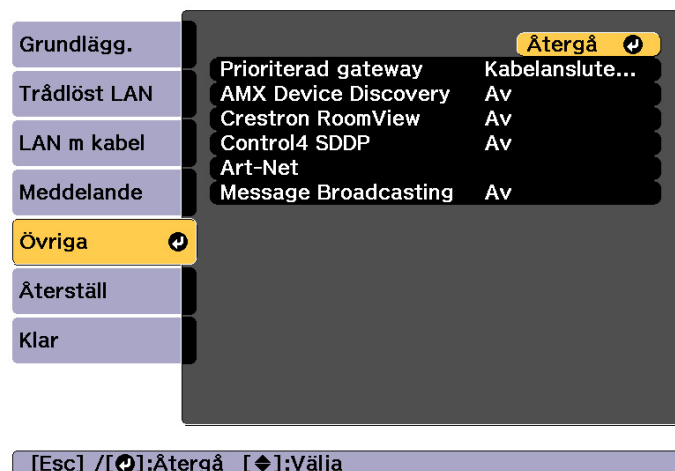 Grundlägg.
Trådlöst LAN
LAN m kabel
Meddelande
Övriga
Återställ
Klar
Återgå
Prioriterad gateway Kabelanslute...
AMX Device Discovery Av
Crestron RoomView Av
Control4 SDDP Av
Art-Net
Message Broadcasting Av
[Esc] /[ ]:Återgå [ ]:Välja